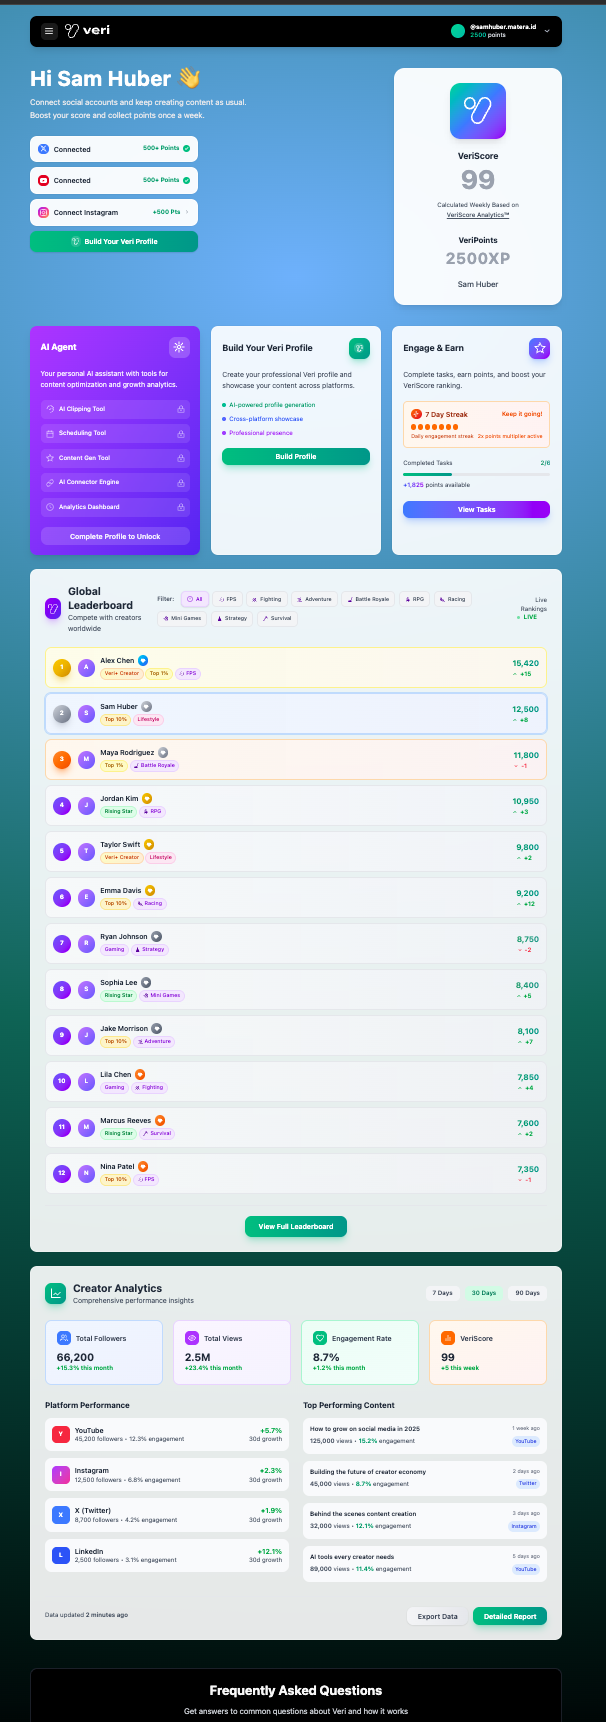 veri
@samhuber.matera.id
2500 points
Hi Sam Huber 👋
Connect social accounts and keep creating content as usual.
Boost your score and collect points once a week.
Connected 500+ Points
Connected 500+ Points
Connect Instagram +500 Pts
Build Your Veri Profile
VeriScore
99
Calculated Weekly Based on
VeriScore Analytics™
VeriPoints
2500XP
Sam Huber
AI Agent
Your personal AI assistant with tools for
content optimization and growth analytics.
AI Clipping Tool
Scheduling Tool
Content Gen Tool
AI Connector Engine
Analytics Dashboard
Complete Profile to Unlock
Build Your Veri Profile
Create your professional Veri profile and
showcase your content across platforms.
AI-powered profile generation
Cross-platform showcase
Professional presence
Build Profile
Engage & Earn
Complete tasks, earn points, and boost your
VeriScore ranking.
7 Day Streak Keep it going!
Daily engagement streak 2x points multiplier active
Completed Tasks 2/6
+1,825 points available
View Tasks
Global
Leaderboard
Compete with creators
worldwide
Filter: All FPS Fighting Adventure Battle Royale RPG Racing
Mini Games Strategy Survival
Live
Rankings
LIVE
1 A Alex Chen 15,420
Veri+ Creator Top 1% FPS +15
2 S Sam Huber 12,500
Top 10% Lifestyle +8
3 M Maya Rodriguez 11,800
Top 1% Battle Royale -1
4 J Jordan Kim 10,950
Rising Star RPG +3
5 T Taylor Swift 9,800
Veri+ Creator Lifestyle +2
6 E Emma Davis 9,200
Top 10% Racing +12
7 R Ryan Johnson 8,750
Gaming Strategy -2
8 S Sophia Lee 8,400
Rising Star Mini Games +5
9 J Jake Morrison 8,100
Top 10% Adventure +7
10 L Lila Chen 7,850
Gaming Fighting +4
11 M Marcus Reeves 7,600
Rising Star Survival +2
12 N Nina Patel 7,350
Top 10% FPS -1
View Full Leaderboard
Creator Analytics
Comprehensive performance insights
7 Days 30 Days 90 Days
Total Followers
66,200
+15.3% this month
Total Views
2.5M
+23.4% this month
Engagement Rate
8.7%
+1.2% this month
VeriScore
99
+5 this week
Platform Performance
Y YouTube +5.7%
45,200 followers • 12.3% engagement 30d growth
I Instagram +2.3%
12,500 followers • 6.8% engagement 30d growth
X X (Twitter) +1.9%
8,700 followers • 4.2% engagement 30d growth
L LinkedIn +12.1%
2,500 followers • 3.1% engagement 30d growth
Top Performing Content
How to grow on social media in 2025 1 week ago
125,000 views • 15.2% engagement YouTube
Building the future of creator economy 2 days ago
45,000 views • 8.7% engagement Twitter
Behind the scenes content creation 3 days ago
32,000 views • 12.1% engagement Instagram
AI tools every creator needs 5 days ago
89,000 views • 11.4% engagement YouTube
Data updated 2 minutes ago
Export Data
Detailed Report
Frequently Asked Questions
Get answers to common questions about Veri and how it works